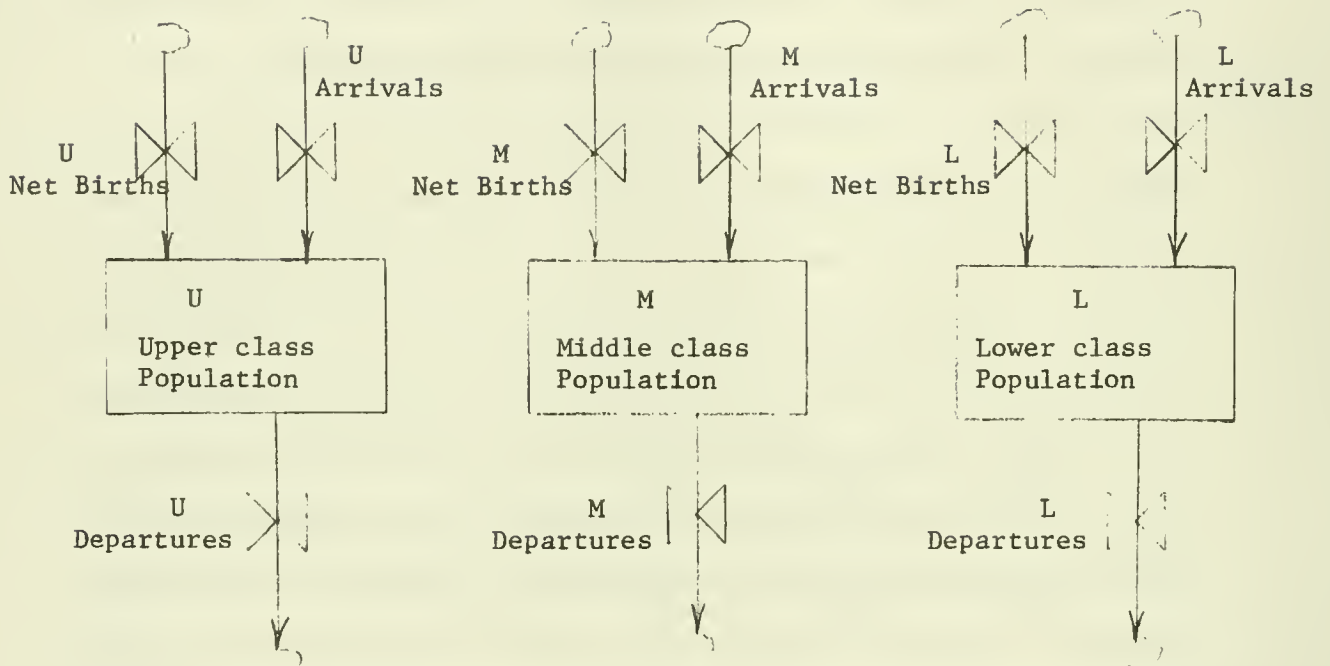 U
Arrivals
U
Net Births
U
Upper class
Population
U
Departures
M
Arrivals
M
Net Births
M
Middle class
Population
M
Departures
L
Arrivals
L
Net Births
L
Lower class
Population
L
Departures